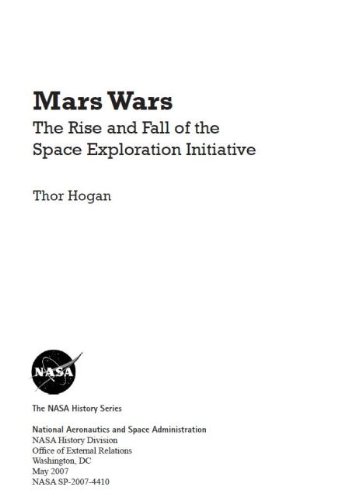 Mars Wars
The Rise and Fall of the
Space Exploration Initiative
Thor Hogan
NASA
The NASA History Series
National Aeronautics and Space Administration
NASA History Division
Office of External Relations
Washington, DC
May 2007
NASA SP-2007-4410